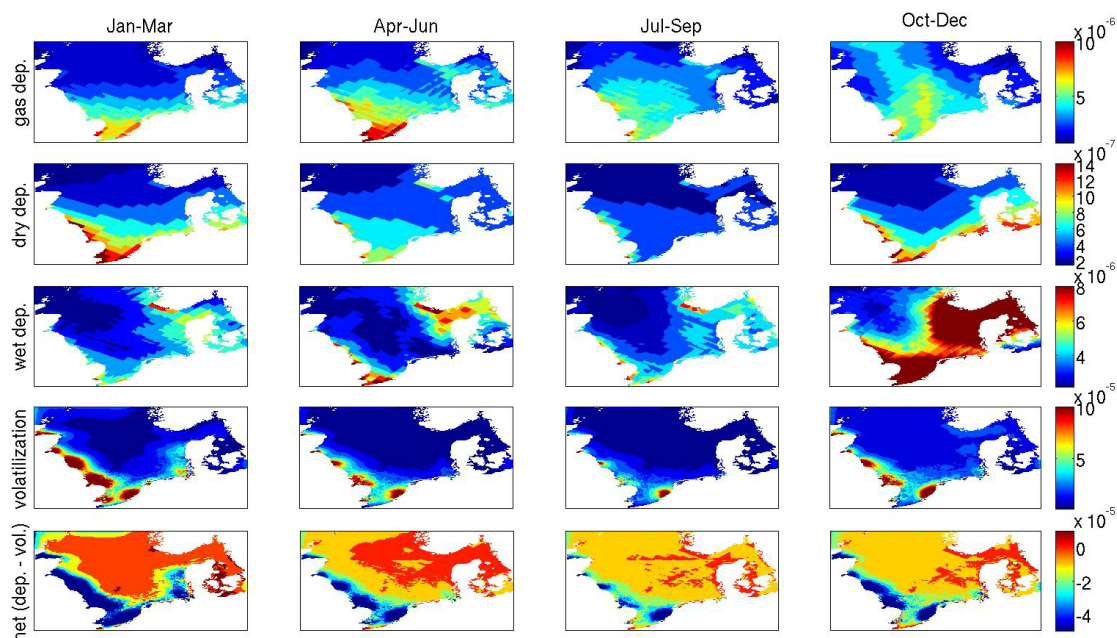 Jan-Mar
Apr-Jun
Jul-Sep
Oct-Dec
x 10⁻⁶
gas dep.
10
5
x 10⁻⁷
dry dep.
14
12
10
8
6
4
2
x 10⁻⁶
wet dep.
8
6
4
x 10⁻⁵
volatilization
10
5
x 10⁻⁵
net (dep. - vol.)
0
-2
-4